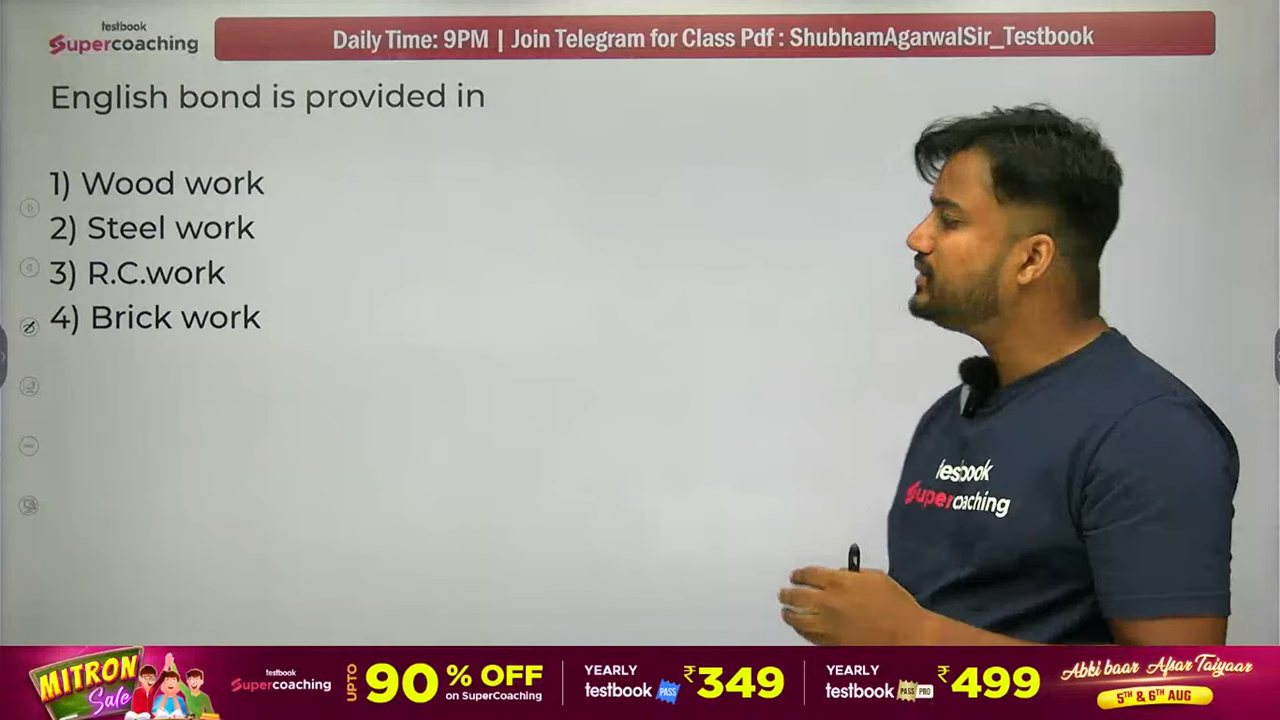 testbook
Supercoaching
Daily Time: 9PM | Join Telegram for Class Pdf : ShubhamAgarwalSir_Testbook
English bond is provided in
1) Wood work
2) Steel work
3) R.C.work
4) Brick work
testbook
Supercoaching
MITRON
Sale
testbook
Supercoaching
UPTO 90% OFF
on SuperCoaching
YEARLY
testbook PASS
₹349
YEARLY
testbook PASS PRO
₹499
Abki baar Afsar Taiyaar
5TH & 6TH AUG